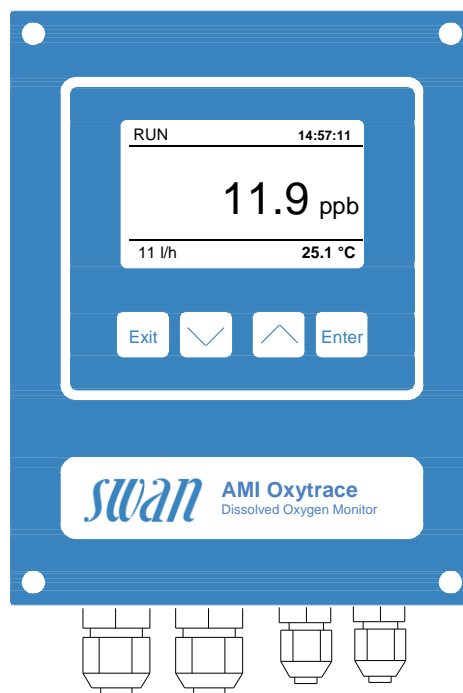 RUN 14:57:11
11.9 ppb
11 l/h 25.1 °C
Exit Enter
swan AMI Oxytrace
Dissolved Oxygen Monitor